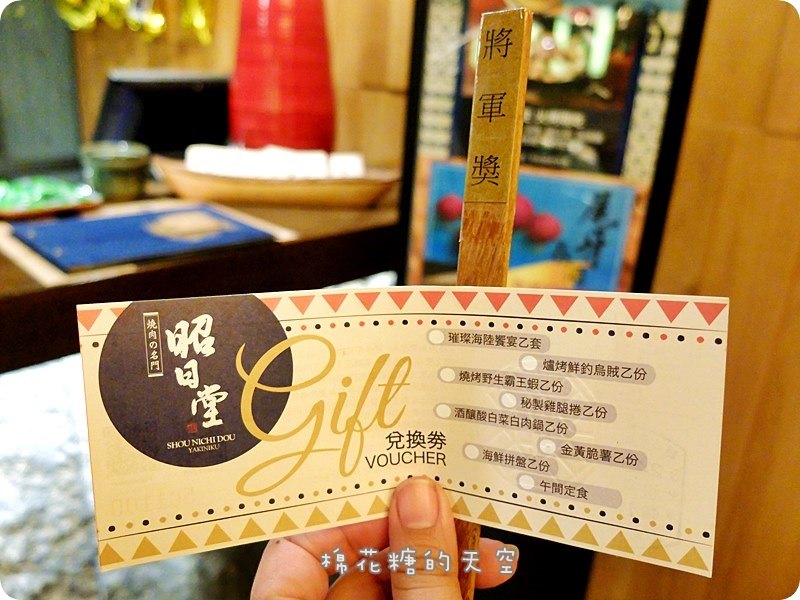 將軍獎
燒肉の名門
昭日堂
SHOU NICHI DOU
YAKINIKU
Gift
兌換券
VOUCHER
璀璨海陸饗宴乙套
爐烤鮮釣烏賊乙份
燒烤野生霸王蝦乙份
秘製雞腿捲乙份
酒釀酸白菜白肉鍋乙份
金黃脆薯乙份
海鮮拼盤乙份
午間定食
棉花糖的天空